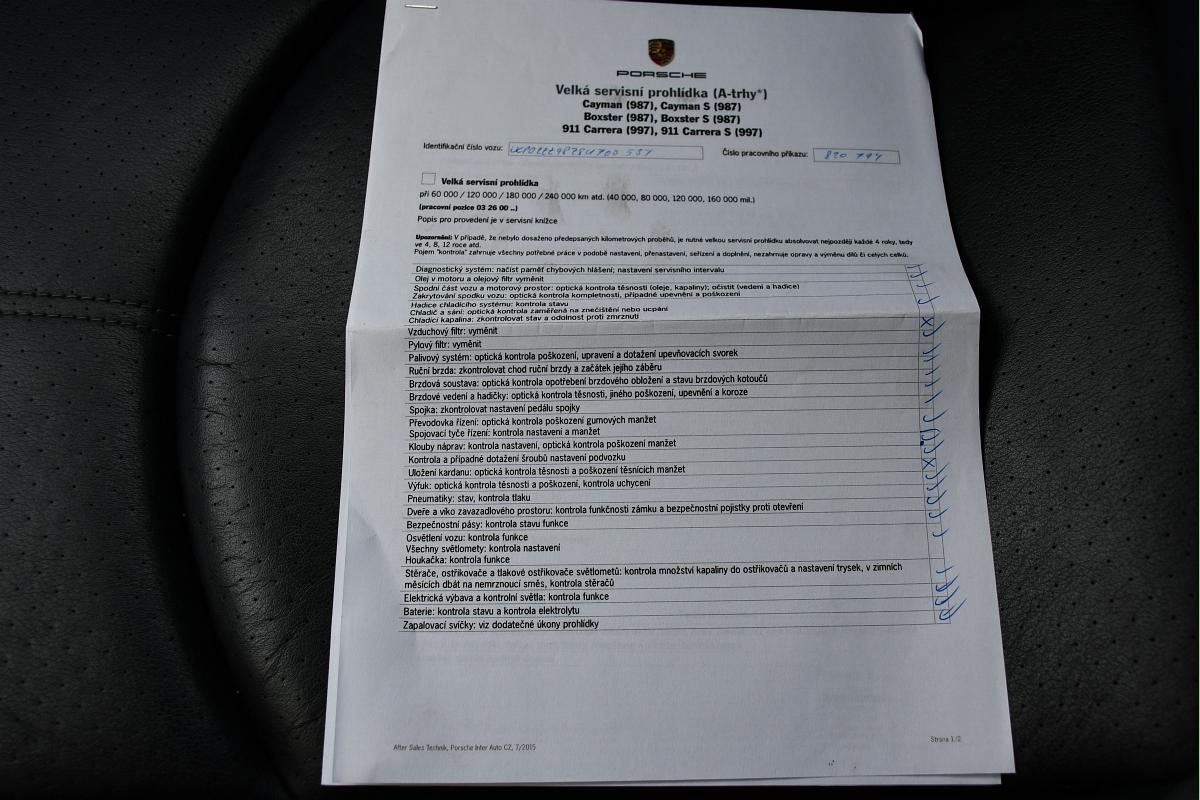 PORSCHE
Velká servisní prohlídka (A-trhy*)
Cayman (987), Cayman S (987)
Boxster (987), Boxster S (987)
911 Carrera (997), 911 Carrera S (997)
Identifikační číslo vozu:
Číslo pracovního příkazu: 820 794
Velká servisní prohlídka
při 60 000 / 120 000 / 180 000 / 240 000 km atd. (40 000, 80 000, 120 000, 160 000 mil.)
(pracovní pozice 03 26 00 ..)
Popis pro provedení je v servisní knížce
Upozornění: V případě, že nebylo dosaženo předepsaných kilometrových proběhů, je nutné velkou servisní prohlídku absolvovat nejpozději každé 4 roky, tedy
ve 4, 8, 12 roce atd.
Pojem "kontrola" zahrnuje všechny potřebné práce v podobě nastavení, přenastavení, seřízení a doplnění, nezahrnuje opravy a výměnu dílů či celých celků.
Diagnostický systém: načíst paměť chybových hlášení; nastavení servisního intervalu
Olej v motoru a olejový filtr vyměnit
Spodní část vozu a motorový prostor: optická kontrola těsnosti (oleje, kapaliny); očistit (vedení a hadice)
Zakrytování spodku vozu: optická kontrola kompletnosti, případné upevnění a poškození
Hadice chladícího systému: kontrola stavu
Chladič a sání: optická kontrola zaměřená na znečištění nebo ucpání
Chladící kapalina: zkontrolovat stav a odolnost proti zmrznutí
Vzduchový filtr: vyměnit
Pylový filtr: vyměnit
Palivový systém: optická kontrola poškození, upravení a dotažení upevňovacích svorek
Ruční brzda: zkontrolovat chod ruční brzdy a začátek jejího záběru
Brzdová soustava: optická kontrola opotřebení brzdového obložení a stavu brzdových kotoučů
Brzdové vedení a hadičky: optická kontrola těsnosti, jiného poškození, upevnění a koroze
Spojka: zkontrolovat nastavení pedálu spojky
Převodovka řízení: optická kontrola poškození gumových manžet
Spojovací tyče řízení: kontrola nastavení a manžet
Klouby náprav: kontrola nastavení, optická kontrola poškození manžet
Kontrola a případné dotažení šroubů nastavení podvozku
Uložení kardanu: optická kontrola těsnosti a poškození těsnících manžet
Výfuk: optická kontrola těsnosti a poškození, kontrola uchycení
Pneumatiky: stav, kontrola tlaku
Dveře a víko zavazadlového prostoru: kontrola funkčnosti zámku a bezpečnostní pojistky proti otevření
Bezpečnostní pásy: kontrola stavu funkce
Osvětlení vozu: kontrola funkce
Všechny světlomety: kontrola nastavení
Houkačka: kontrola funkce
Stěrače, ostřikovače a tlakové ostřikovače světlometů: kontrola množství kapaliny do ostřikovačů a nastavení trysek, v zimních
měsících dbát na nemrznoucí směs, kontrola stěračů
Elektrická výbava a kontrolní světla: kontrola funkce
Baterie: kontrola stavu a kontrola elektrolytu
Zapalovací svíčky: viz dodatečné úkony prohlídky
After Sales Technik, Porsche Inter Auto CZ, 7/2015
Strana 1/2